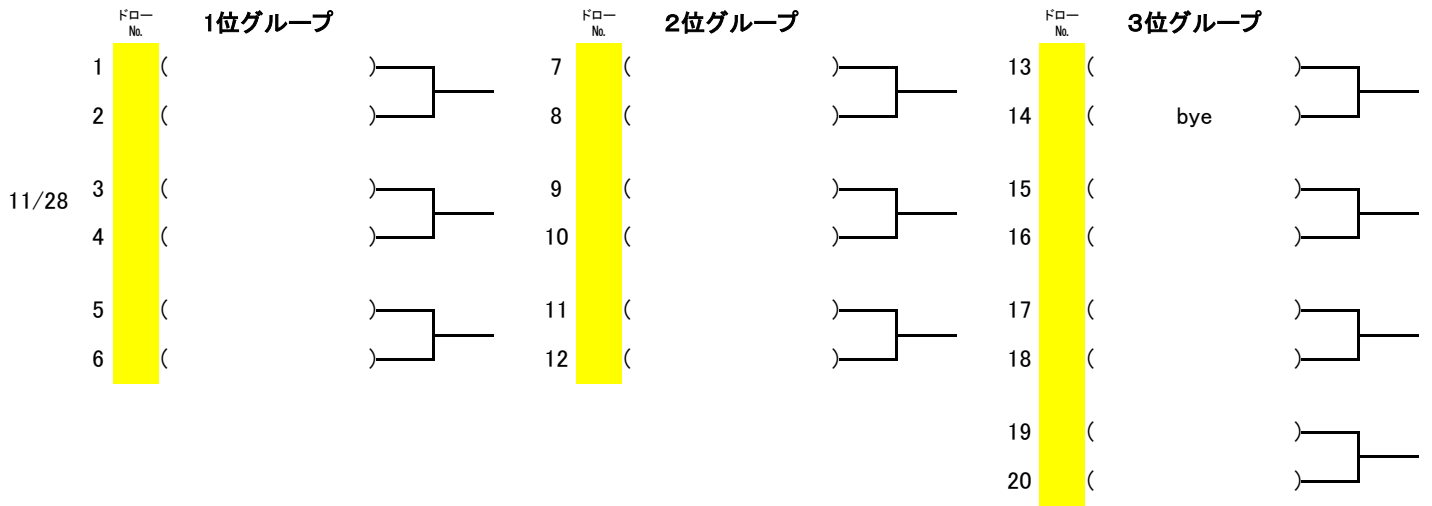 ドロー №. 1位グループ ドロー №. 2位グループ ドロー №. 3位グループ
1 ( ) 7 ( ) 13 ( )
2 ( ) 8 ( ) 14 ( bye )
11/28 3 ( ) 9 ( ) 15 ( )
4 ( ) 10 ( ) 16 ( )
5 ( ) 11 ( ) 17 ( )
6 ( ) 12 ( ) 18 ( )
19 ( )
20 ( )